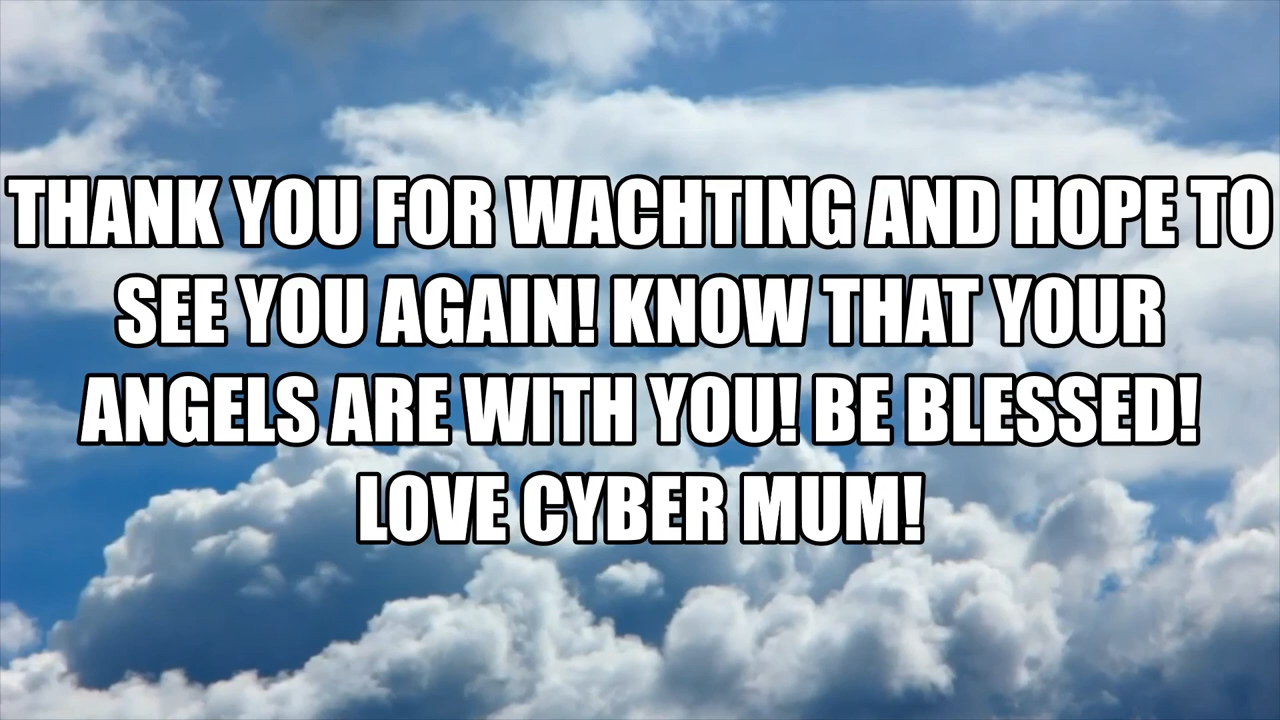 THANK YOU FOR WACHTING AND HOPE TO
SEE YOU AGAIN! KNOW THAT YOUR
ANGELS ARE WITH YOU! BE BLESSED!
LOVE CYBER MUM!